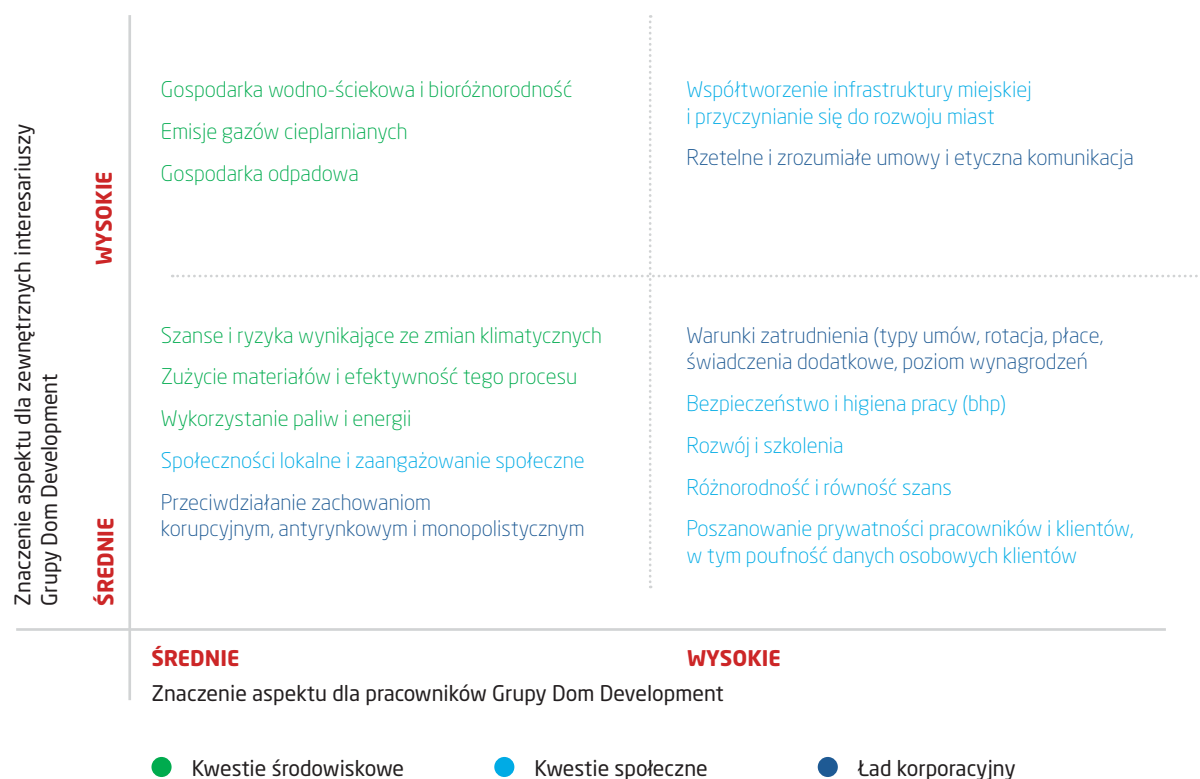 Znaczenie aspektu dla zewnętrznych interesariuszy
Grupy Dom Development
WYSOKIE
Gospodarka wodno-ściekowa i bioróżnorodność
Emisje gazów cieplarnianych
Gospodarka odpadowa
Współtworzenie infrastruktury miejskiej
i przyczynianie się do rozwoju miast
Rzetelne i zrozumiałe umowy i etyczna komunikacja
ŚREDNIE
Szanse i ryzyka wynikające ze zmian klimatycznych
Zużycie materiałów i efektywność tego procesu
Wykorzystanie paliw i energii
Społeczności lokalne i zaangażowanie społeczne
Przeciwdziałanie zachowaniom
korupcyjnym, antyrynkowym i monopolistycznym
Warunki zatrudnienia (typy umów, rotacja, płace,
świadczenia dodatkowe, poziom wynagrodzeń
Bezpieczeństwo i higiena pracy (bhp)
Rozwój i szkolenia
Różnorodność i równość szans
Poszanowanie prywatności pracowników i klientów,
w tym poufność danych osobowych klientów
ŚREDNIE
WYSOKIE
Znaczenie aspektu dla pracowników Grupy Dom Development
Kwestie środowiskowe
Kwestie społeczne
Ład korporacyjny